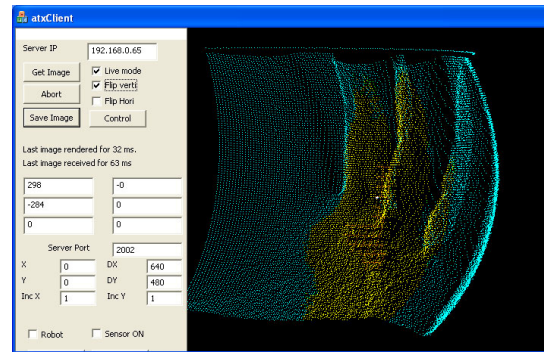 atxClient
Server IP 192.168.0.65
Get Image Live mode
Flip verti
Abort Flip Hori
Save Image Control
Last image rendered for 32 ms.
Last image received for 63 ms
298 -0
-284 0
0 0
Server Port 2002
X 0 DX 640
Y 0 DY 480
Inc X 1 Inc Y 1
Robot Sensor ON